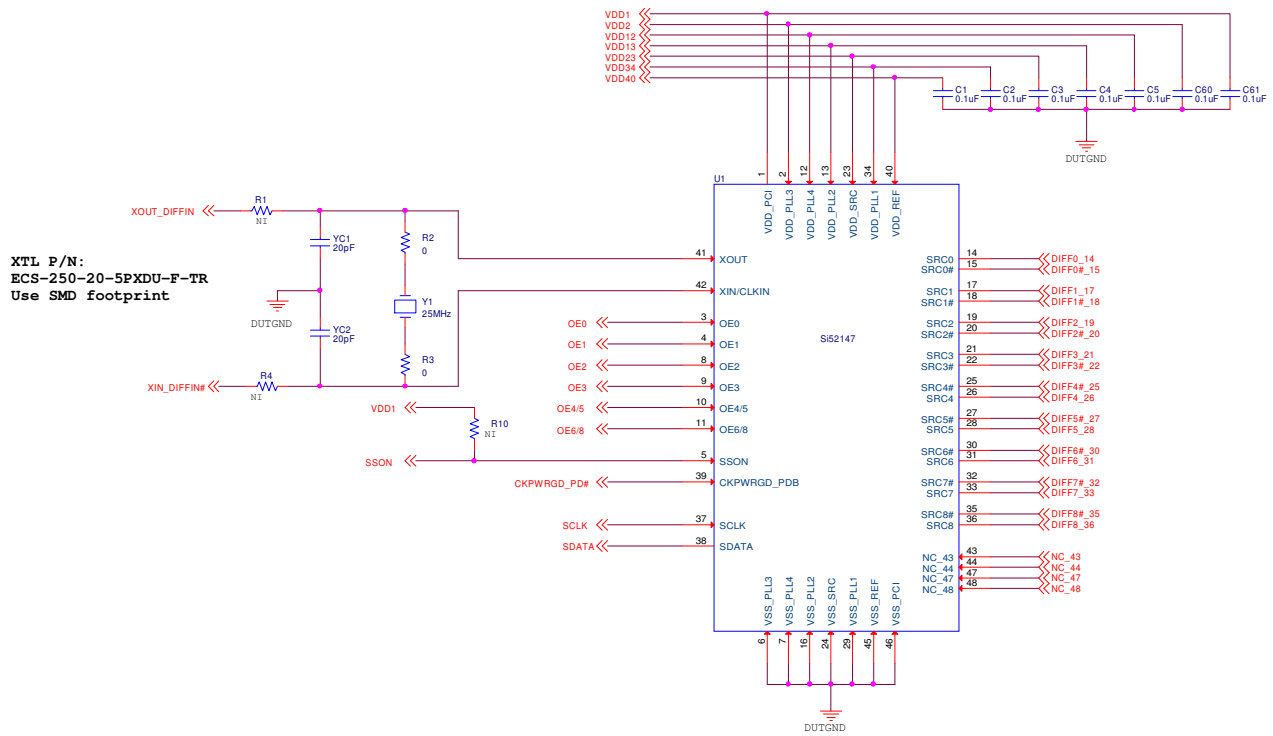 VDD1
VDD2
VDD12
VDD13
VDD23
VDD34
VDD40
C1
0.1uF
C2
0.1uF
C3
0.1uF
C4
0.1uF
C5
0.1uF
C60
0.1uF
C61
0.1uF
DUTGND
U1
1
2
12
13
23
34
40
VDD_PCI
VDD_PLL3
VDD_PLL4
VDD_PLL2
VDD_SRC
VDD_PLL1
VDD_REF
XOUT_DIFFIN
R1
NI
YC1
20pF
R2
0
XTL P/N:
ECS-250-20-5PXDU-F-TR
Use SMD footprint
DUTGND
Y1
25MHz
YC2
20pF
R3
0
XIN_DIFFIN#
R4
NI
VDD1
R10
NI
41 XOUT
42 XIN/CLKIN
OE0 3 OE0
OE1 4 OE1
OE2 8 OE2
OE3 9 OE3
OE4/5 10 OE4/5
OE6/8 11 OE6/8
SSON 5 SSON
CKPWRGD_PD# 39 CKPWRGD_PDB
SCLK 37 SCLK
SDATA 38 SDATA
Si52147
SRC0 14 DIFF0_14
SRC0# 15 DIFF0#_15
SRC1 17 DIFF1_17
SRC1# 18 DIFF1#_18
SRC2 19 DIFF2_19
SRC2# 20 DIFF2#_20
SRC3 21 DIFF3_21
SRC3# 22 DIFF3#_22
SRC4# 25 DIFF4#_25
SRC4 26 DIFF4_26
SRC5# 27 DIFF5#_27
SRC5 28 DIFF5_28
SRC6# 30 DIFF6#_30
SRC6 31 DIFF6_31
SRC7# 32 DIFF7#_32
SRC7 33 DIFF7_33
SRC8# 35 DIFF8#_35
SRC8 36 DIFF8_36
NC_43 43 NC_43
NC_44 44 NC_44
NC_47 47 NC_47
NC_48 48 NC_48
VSS_PLL3
VSS_PLL4
VSS_PLL2
VSS_SRC
VSS_PLL1
VSS_REF
VSS_PCI
6
7
16
24
29
45
46
DUTGND